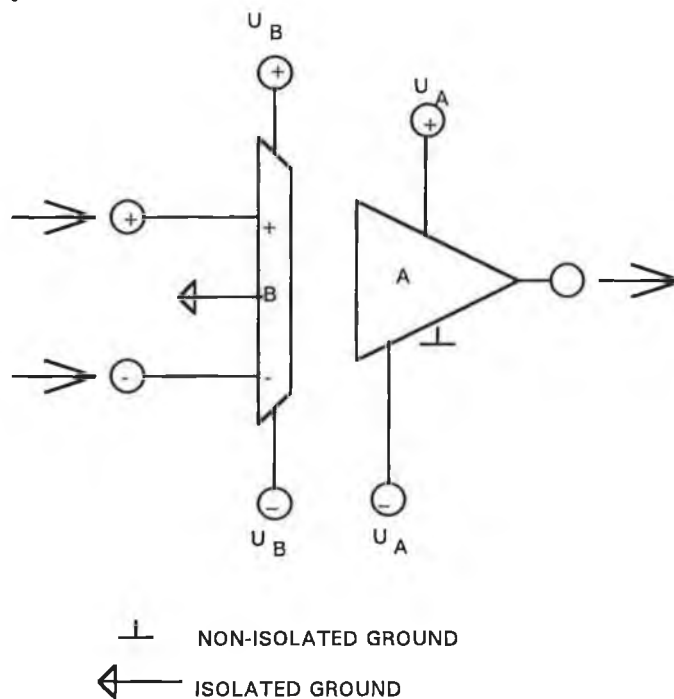 U B
+
U A
+
+
+
B
A
-
-
-
-
U B
U A
NON-ISOLATED GROUND
ISOLATED GROUND